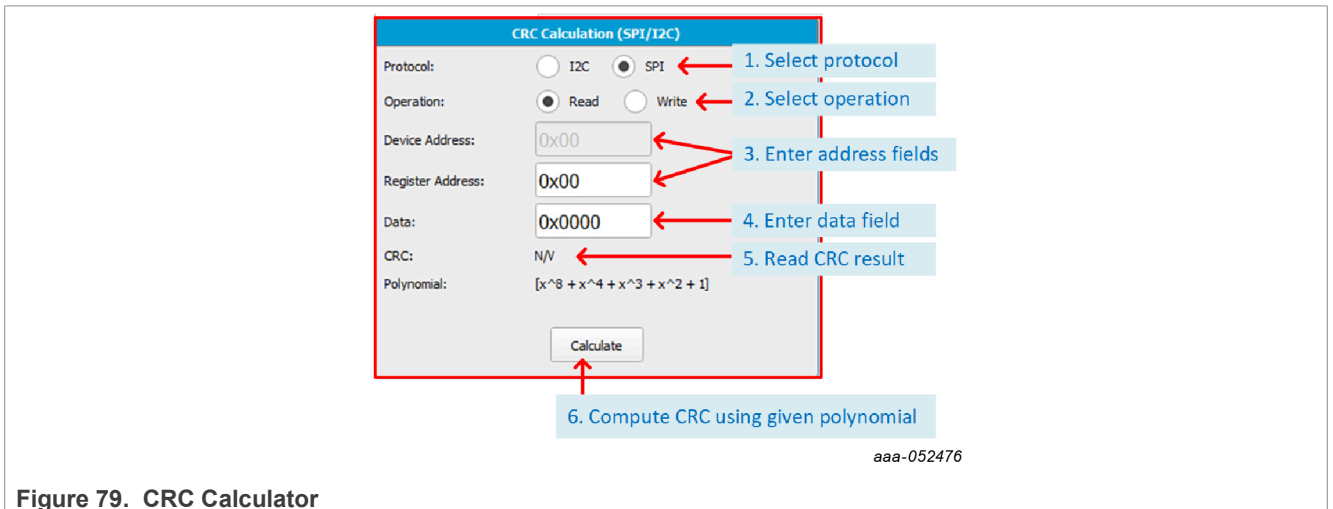 CRC Calculation (SPI/I2C)
Protocol: I2C SPI 1. Select protocol
Operation: Read Write 2. Select operation
Device Address: 0x00
3. Enter address fields
Register Address: 0x00
Data: 0x0000 4. Enter data field
CRC: N/V 5. Read CRC result
Polynomial: [x^8 + x^4 + x^3 + x^2 + 1]
Calculate
6. Compute CRC using given polynomial
aaa-052476
Figure 79. CRC Calculator